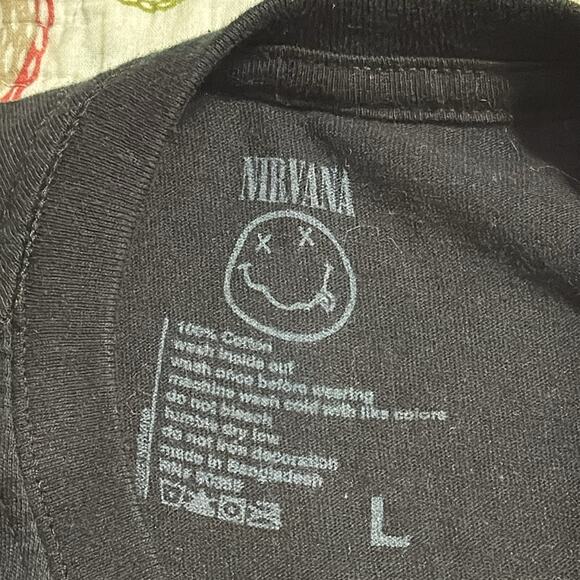 NIRVANA
100% Cotton
wash inside out
wash once before wearing
machine wash cold with like colors
do not bleach
tumble dry low
do not iron decoration
made in Bangladesh
L